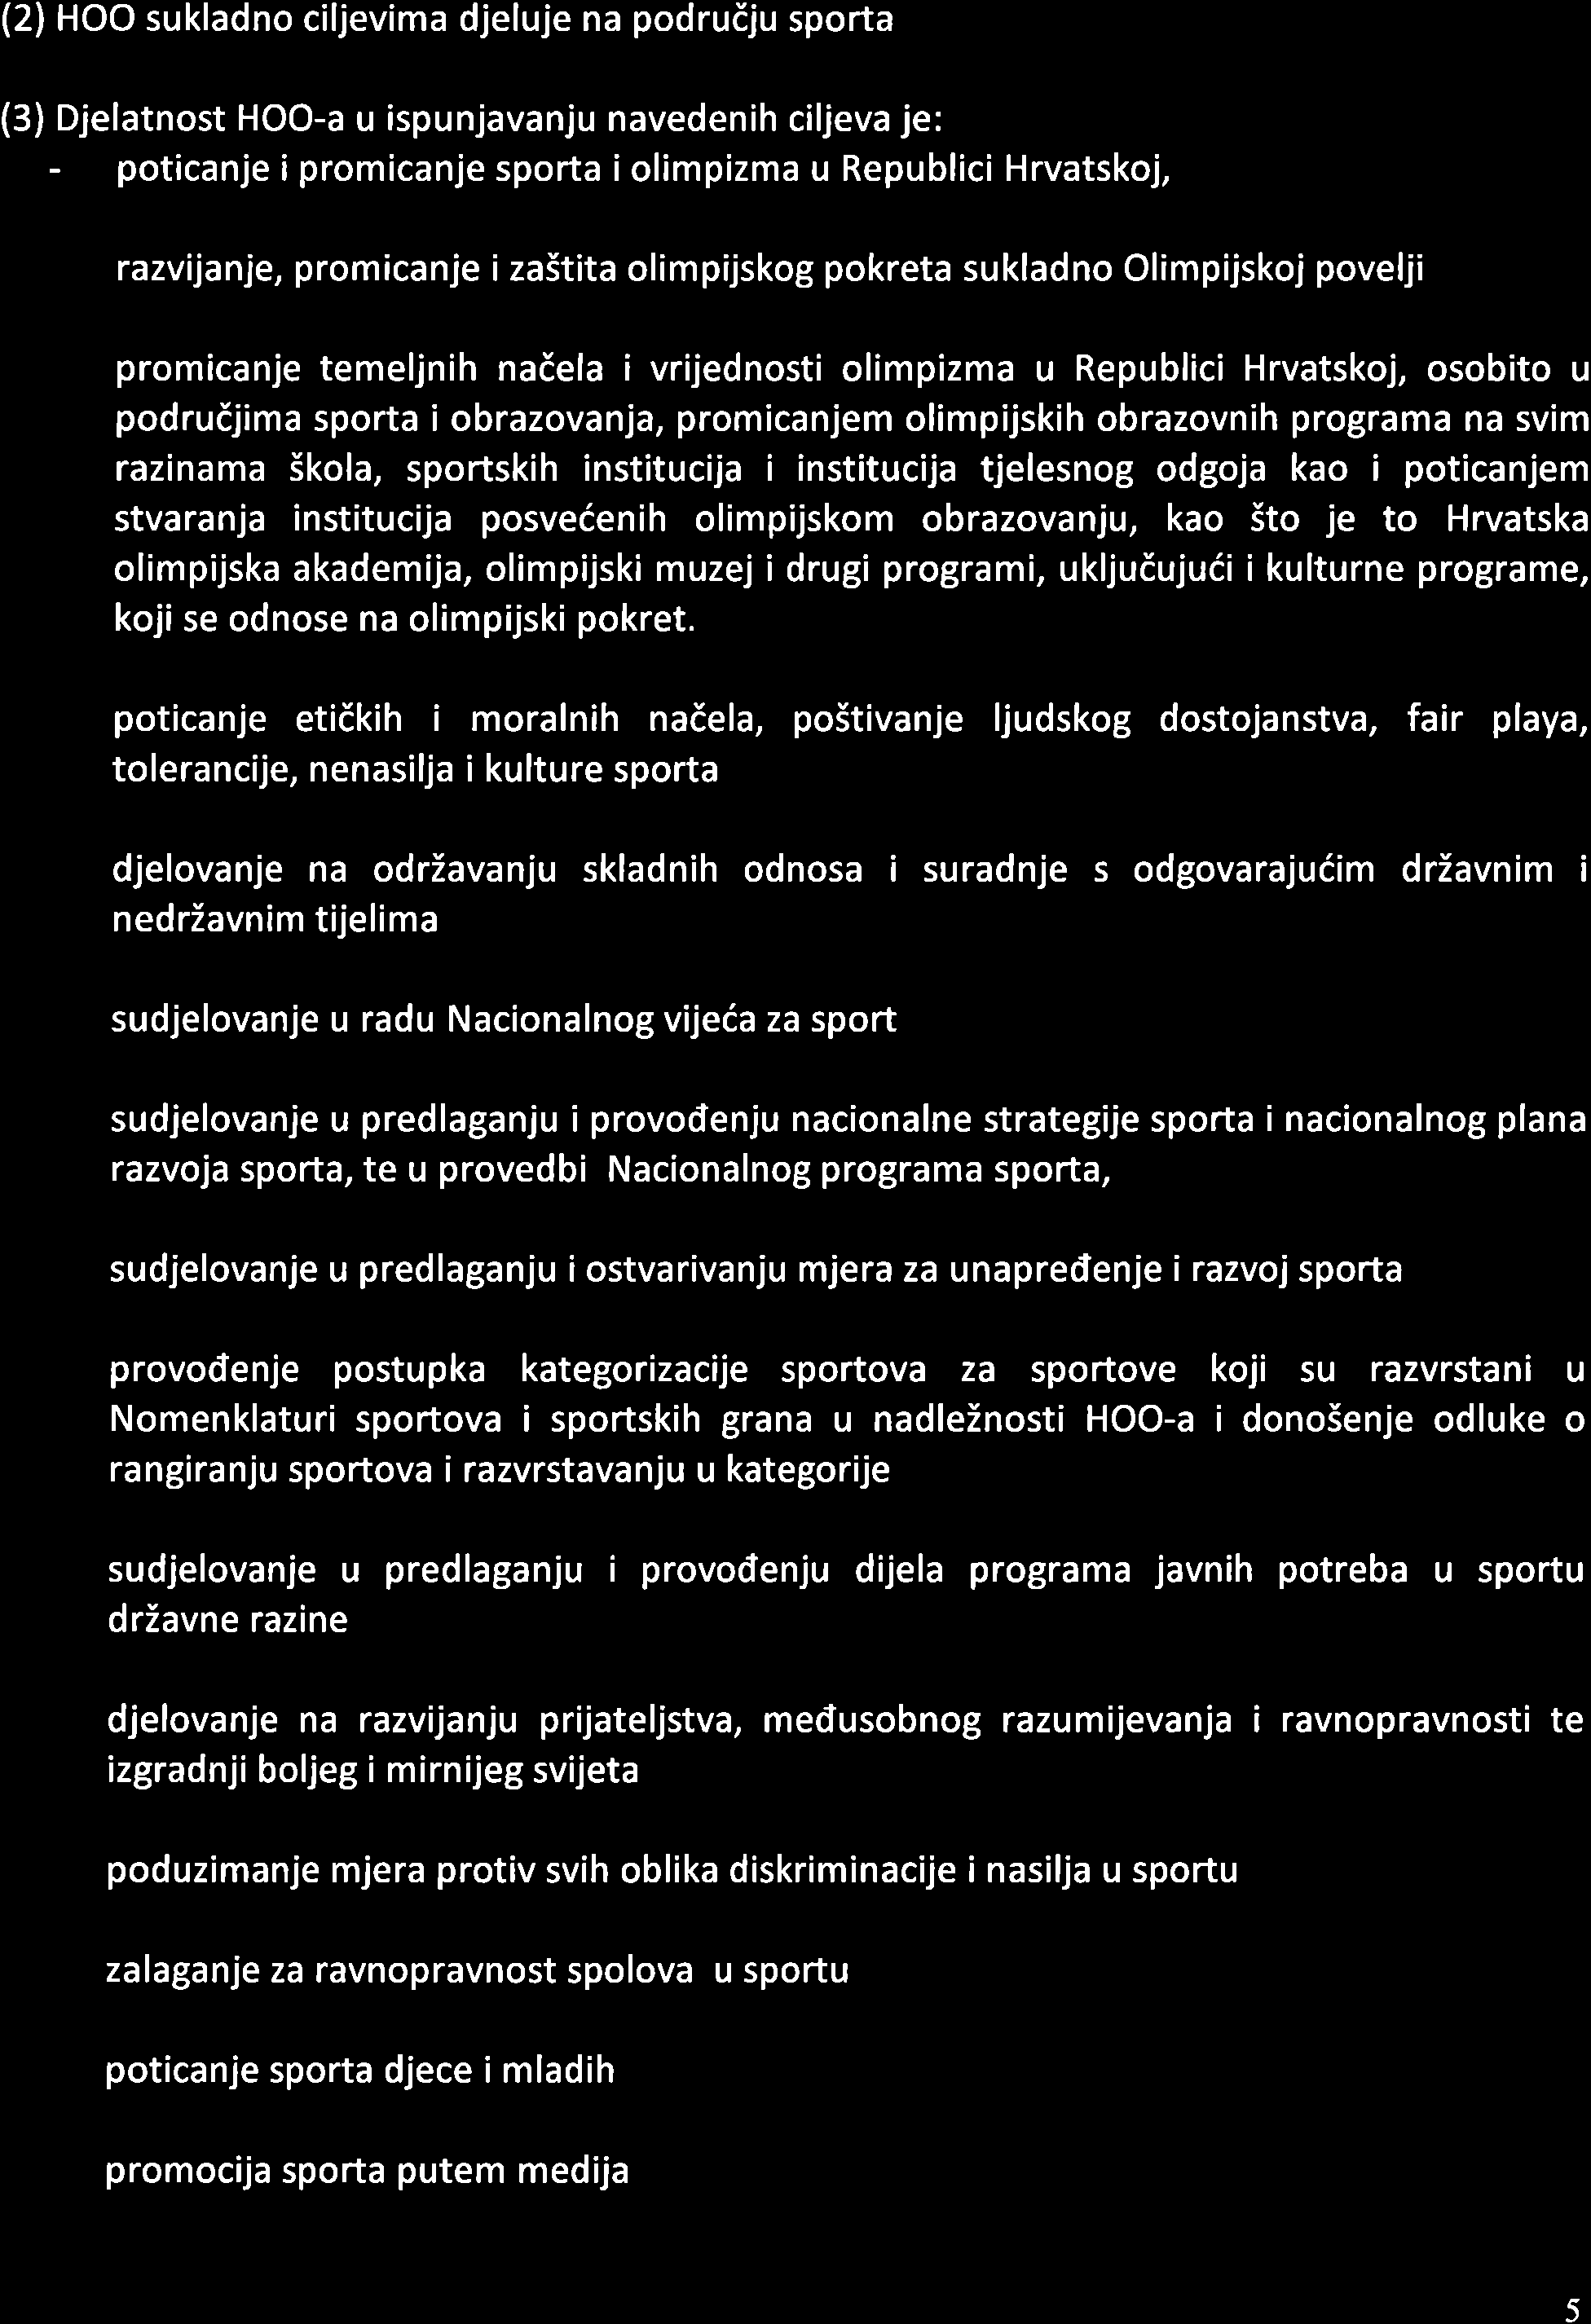 (2) HOO sukladno ciljevima djeluje na području sporta
(3) Djelatnost HOO-a u ispunjavanju navedenih ciljeva je:
- poticanje i promicanje sporta i olimpizma u Republici Hrvatskoj,
razvijanje, promicanje i zaštita olimpijskog pokreta sukladno Olimpijskoj povelji
promicanje temeljnih načela i vrijednosti olimpizma u Republici Hrvatskoj, osobito u
područjima sporta i obrazovanja, promicanjem olimpijskih obrazovnih programa na svim
razinama škola, sportskih institucija i institucija tjelesnog odgoja kao i poticanjem
stvaranja institucija posvećenih olimpijskom obrazovanju, kao što je to Hrvatska
olimpijska akademija, olimpijski muzej i drugi programi, uključujući i kulturne programe,
koji se odnose na olimpijski pokret.
poticanje etičkih i moralnih načela, poštivanje ljudskog dostojanstva, fair playa,
tolerancije, nenasilja i kulture sporta
djelovanje na održavanju skladnih odnosa i suradnje s odgovarajućim državnim i
nedržavnim tijelima
sudjelovanje u radu Nacionalnog vijeća za sport
sudjelovanje u predlaganju i provođenju nacionalne strategije sporta i nacionalnog plana
razvoja sporta, te u provedbi Nacionalnog programa sporta,
sudjelovanje u predlaganju i ostvarivanju mjera za unapređenje i razvoj sporta
provođenje postupka kategorizacije sportova za sportove koji su razvrstani u
Nomenklaturi sportova i sportskih grana u nadležnosti HOO-a i donošenje odluke o
rangiranju sportova i razvrstavanju u kategorije
sudjelovanje u predlaganju i provođenju dijela programa javnih potreba u sportu
državne razine
djelovanje na razvijanju prijateljstva, međusobnog razumijevanja i ravnopravnosti te
izgradnji boljeg i mirnijeg svijeta
poduzimanje mjera protiv svih oblika diskriminacije i nasilja u sportu
zalaganje za ravnopravnost spolova u sportu
poticanje sporta djece i mladih
promocija sporta putem medija
5